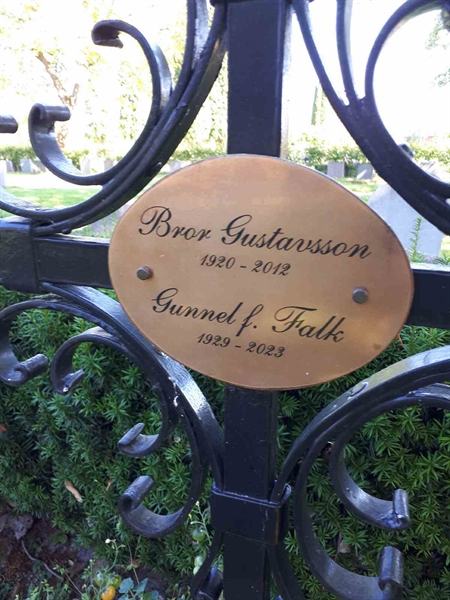 Bror Gustavsson
1920 - 2012
Gunnel f. Falk
1929 - 2023